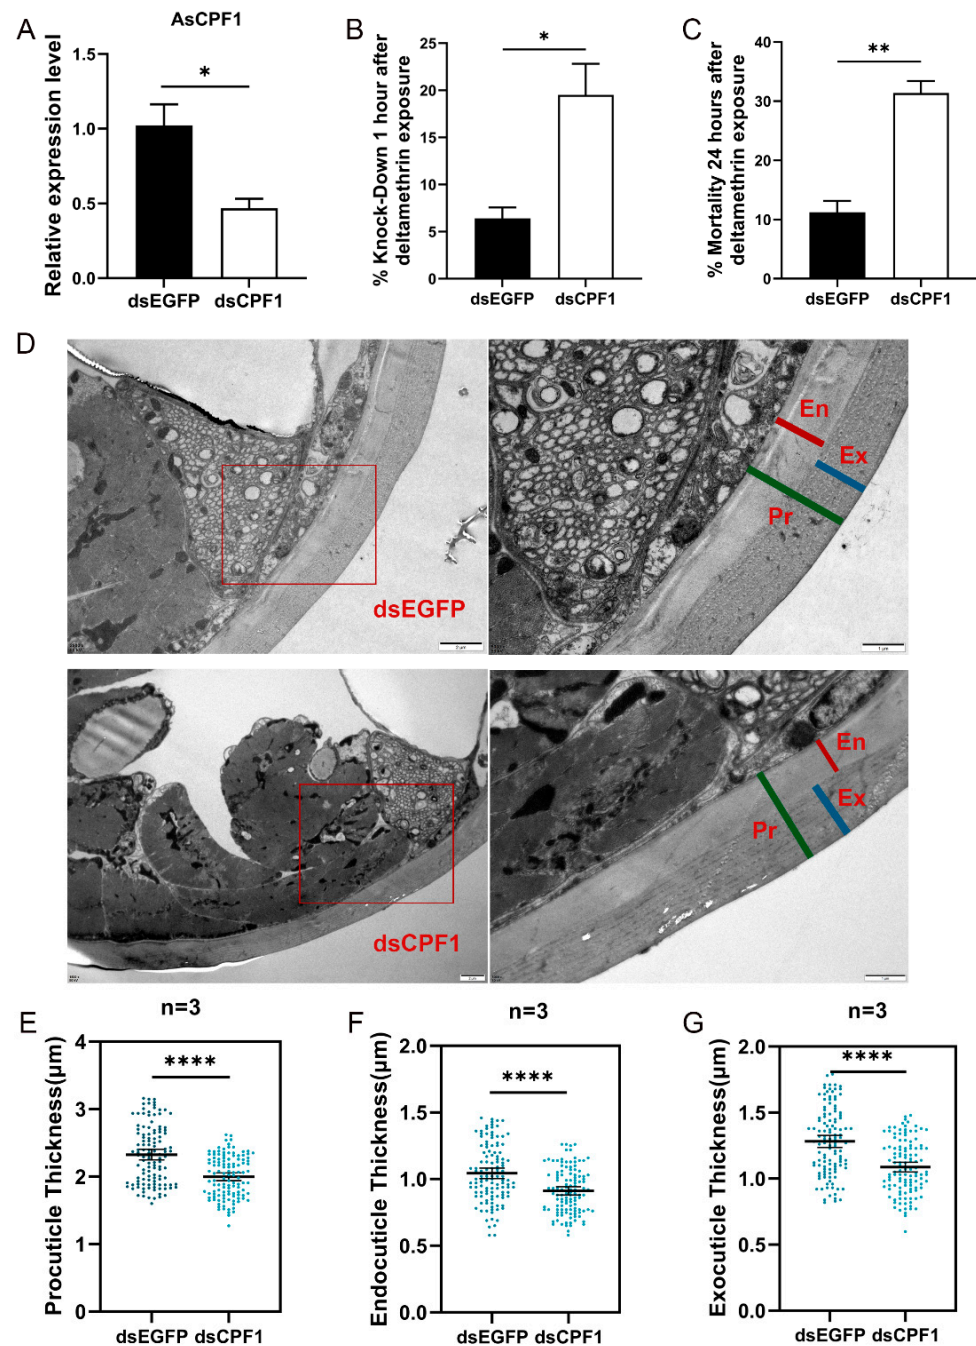 A
AsCPF1
Relative expression level
1.5
1.0
0.5
0.0
*
dsEGFP
dsCPF1
B
% Knock-Down 1 hour after
deltamethrin exposure
25
20
15
10
5
0
*
dsEGFP
dsCPF1
C
% Mortality 24 hours after
deltamethrin exposure
40
30
20
10
0
**
dsEGFP
dsCPF1
D
dsEGFP
2 μm
En
Ex
Pr
1 μm
dsCPF1
En
Ex
Pr
E
n=3
Procuticle Thickness(μm)
4
3
2
1
0
****
dsEGFP
dsCPF1
F
n=3
Endocuticle Thickness(μm)
2.0
1.5
1.0
0.5
0.0
****
dsEGFP
dsCPF1
G
n=3
Exocuticle Thickness(μm)
2.0
1.5
1.0
0.5
0.0
****
dsEGFP
dsCPF1